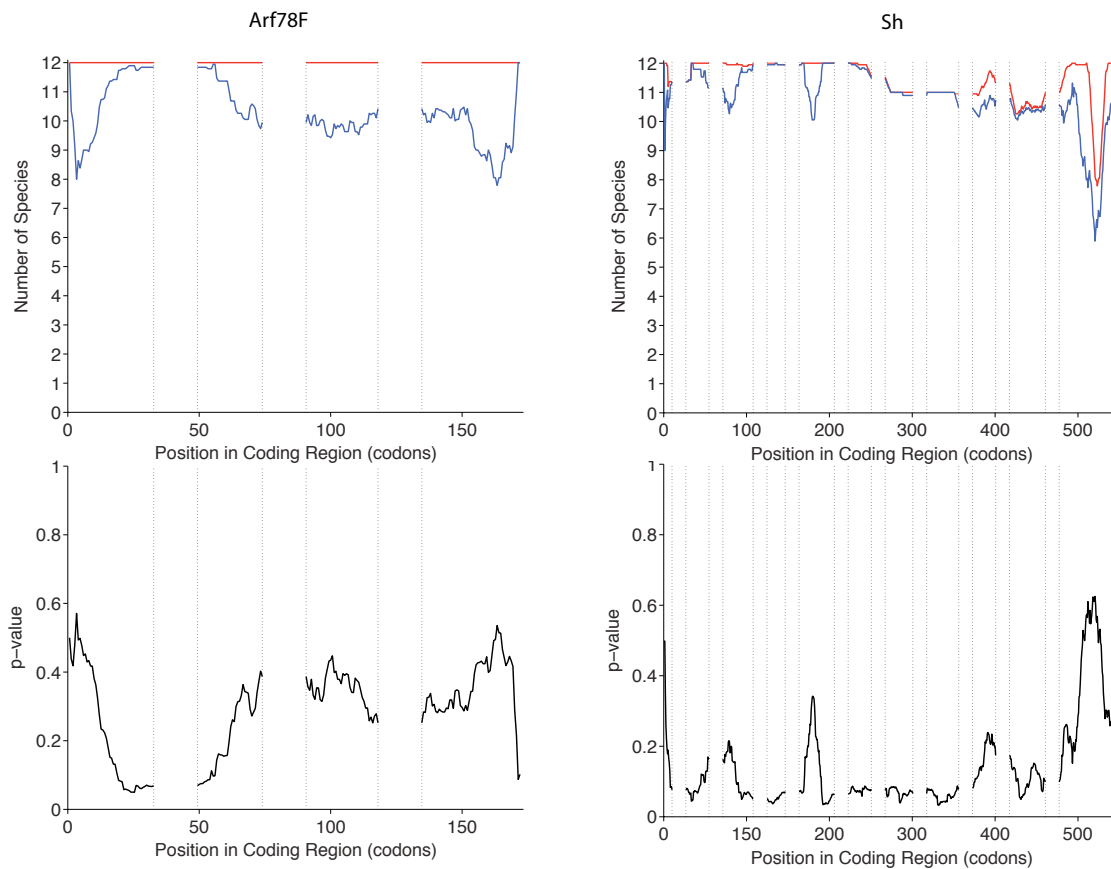 Arf78F
Number of Species
12
11
10
9
8
7
6
5
4
3
2
1
0
0 50 100 150
Position in Coding Region (codons)
p-value
1
0.8
0.6
0.4
0.2
0
0 50 100 150
Position in Coding Region (codons)
Sh
Number of Species
12
11
10
9
8
7
6
5
4
3
2
1
0
0 100 200 300 400 500
Position in Coding Region (codons)
p-value
1
0.8
0.6
0.4
0.2
0
0 150 200 300 400 500
Position in Coding Region (codons)